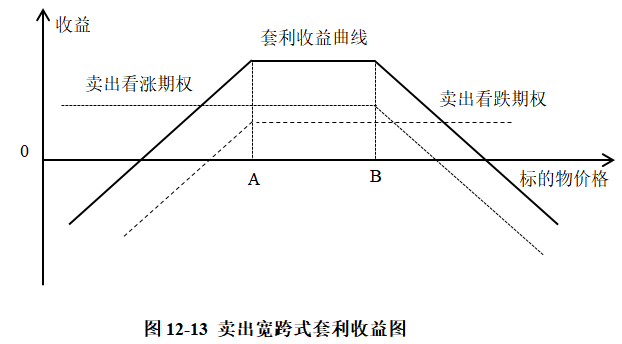 收益
套利收益曲线
卖出看涨期权
卖出看跌期权
0
A
B
标的物价格
图 12-13 卖出宽跨式套利收益图